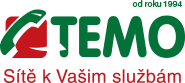 od roku 1994
TEMO
Sítě k Vašim službám